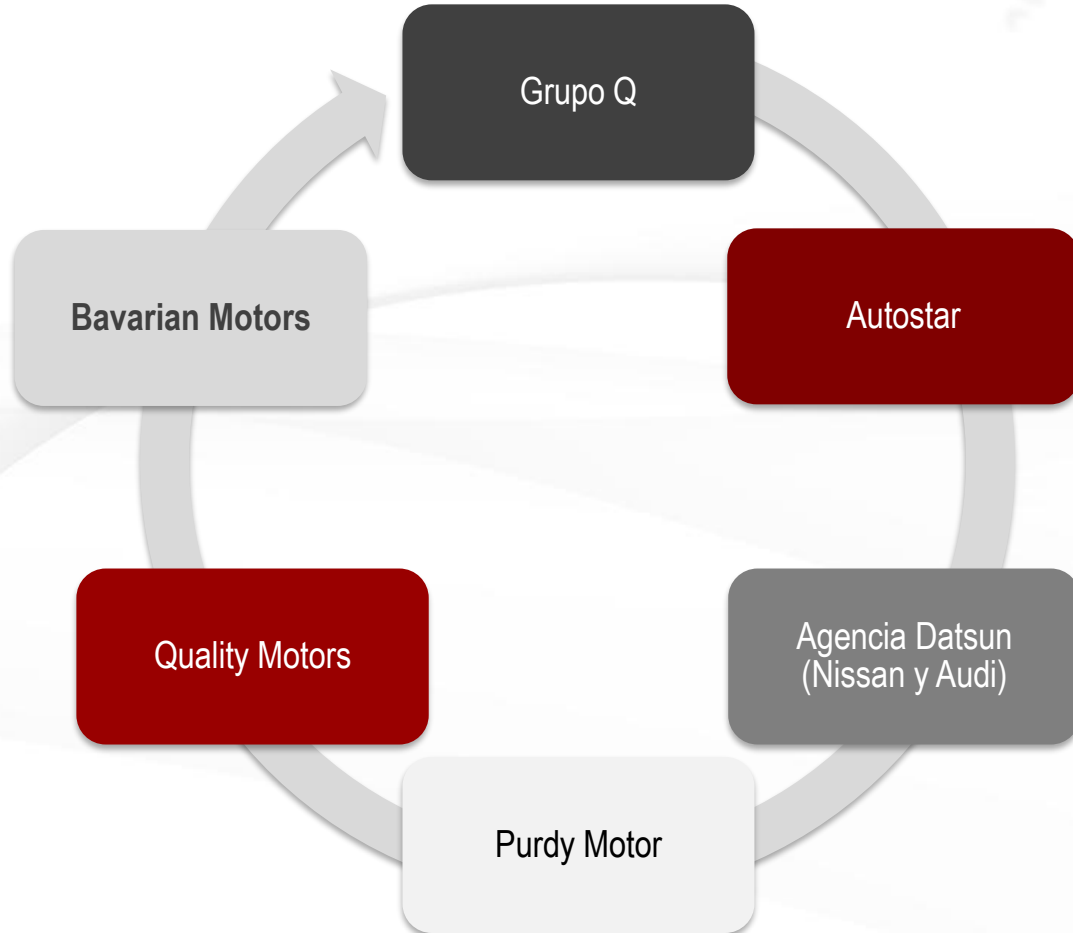 Grupo Q
Autostar
Agencia Datsun
(Nissan y Audi)
Purdy Motor
Quality Motors
Bavarian Motors